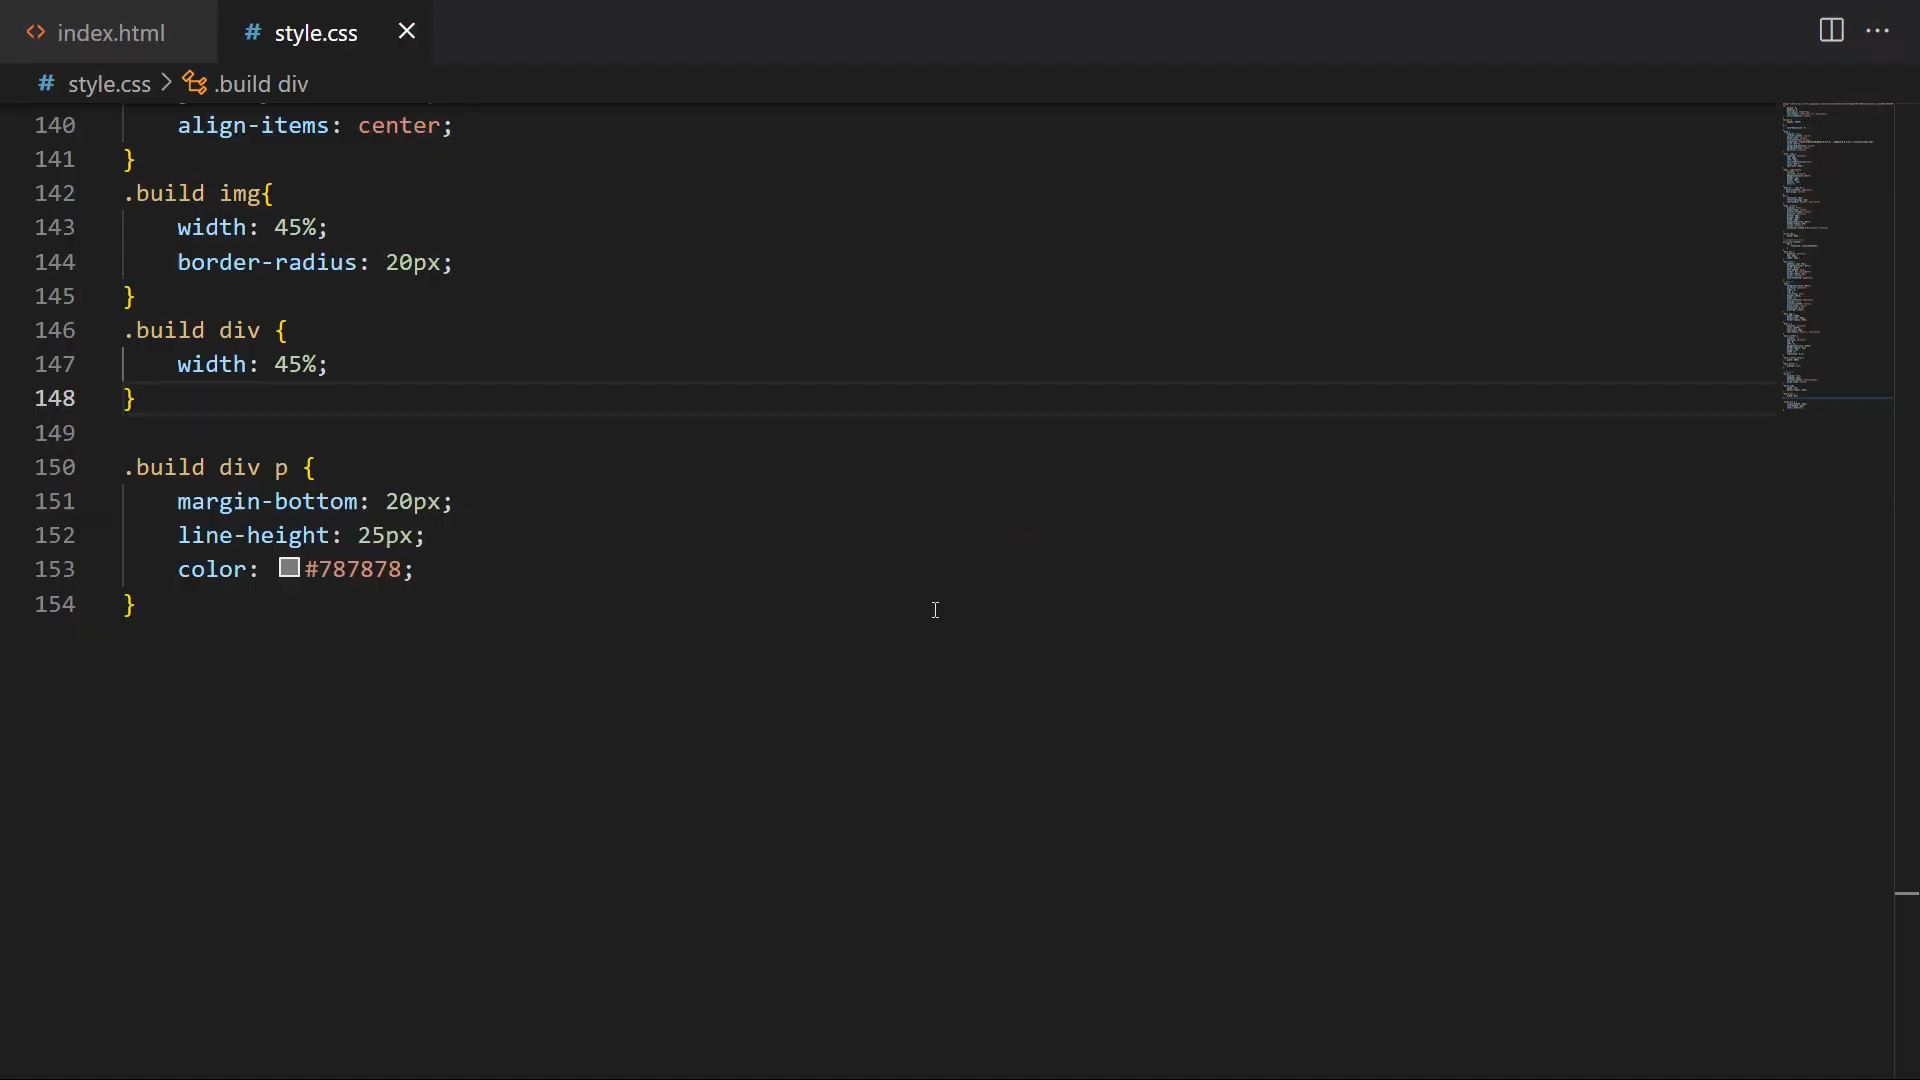 index.html
# style.css
# style.css > .build div
140 align-items: center;
141 }
142 .build img{
143 width: 45%;
144 border-radius: 20px;
145 }
146 .build div {
147 width: 45%;
148 }
149
150 .build div p {
151 margin-bottom: 20px;
152 line-height: 25px;
153 color: #787878;
154 }